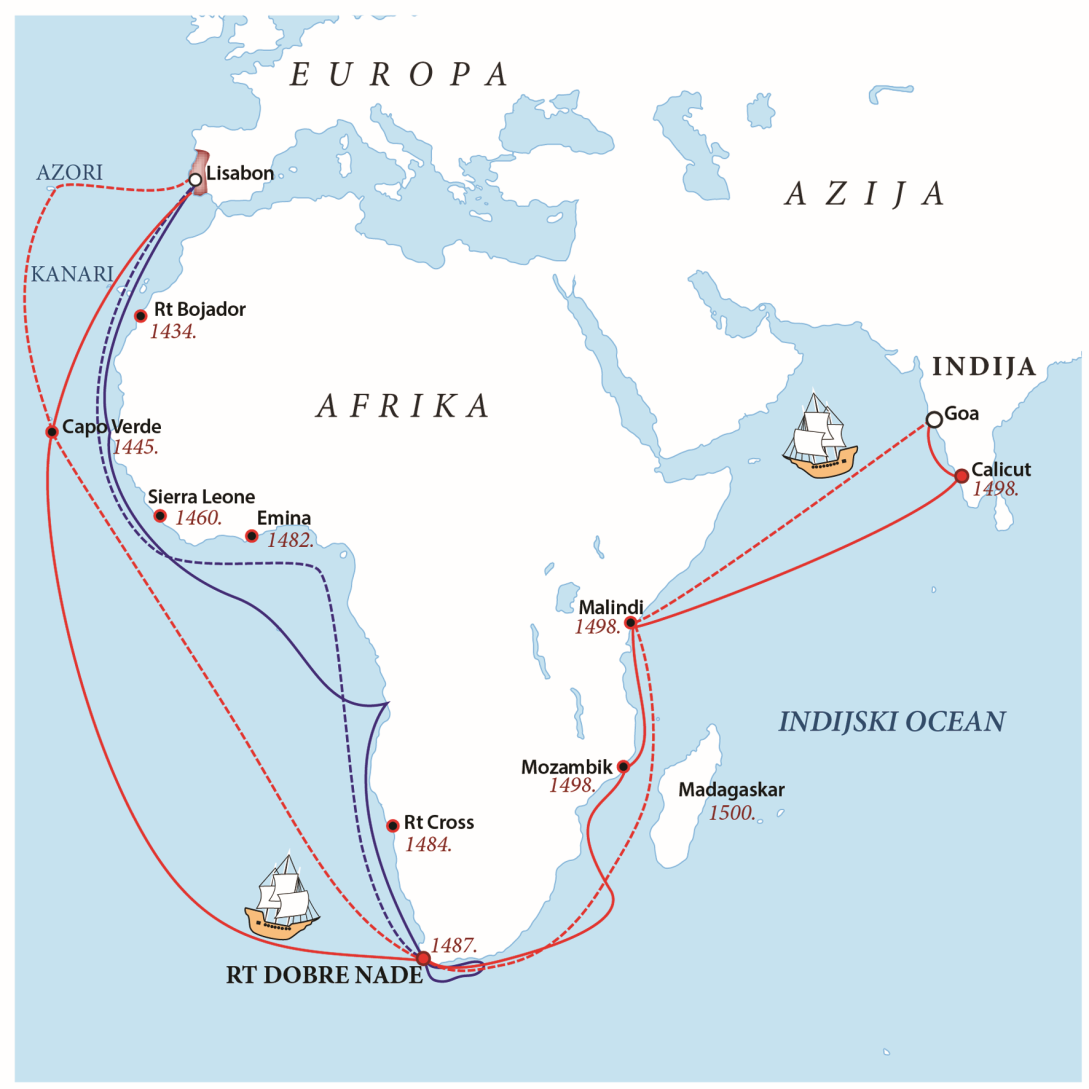 EUROPA
AZORI
Lisabon
AZIJA
KANARI
Rt Bojador
1434.
INDIJA
AFRIKA
Goa
Capo Verde
1445.
Calicut
1498.
Sierra Leone
1460.
Emina
1482.
Malindi
1498.
INDIJSKI OCEAN
Mozambik
1498.
Madagaskar
1500.
Rt Cross
1484.
1487.
RT DOBRE NADE